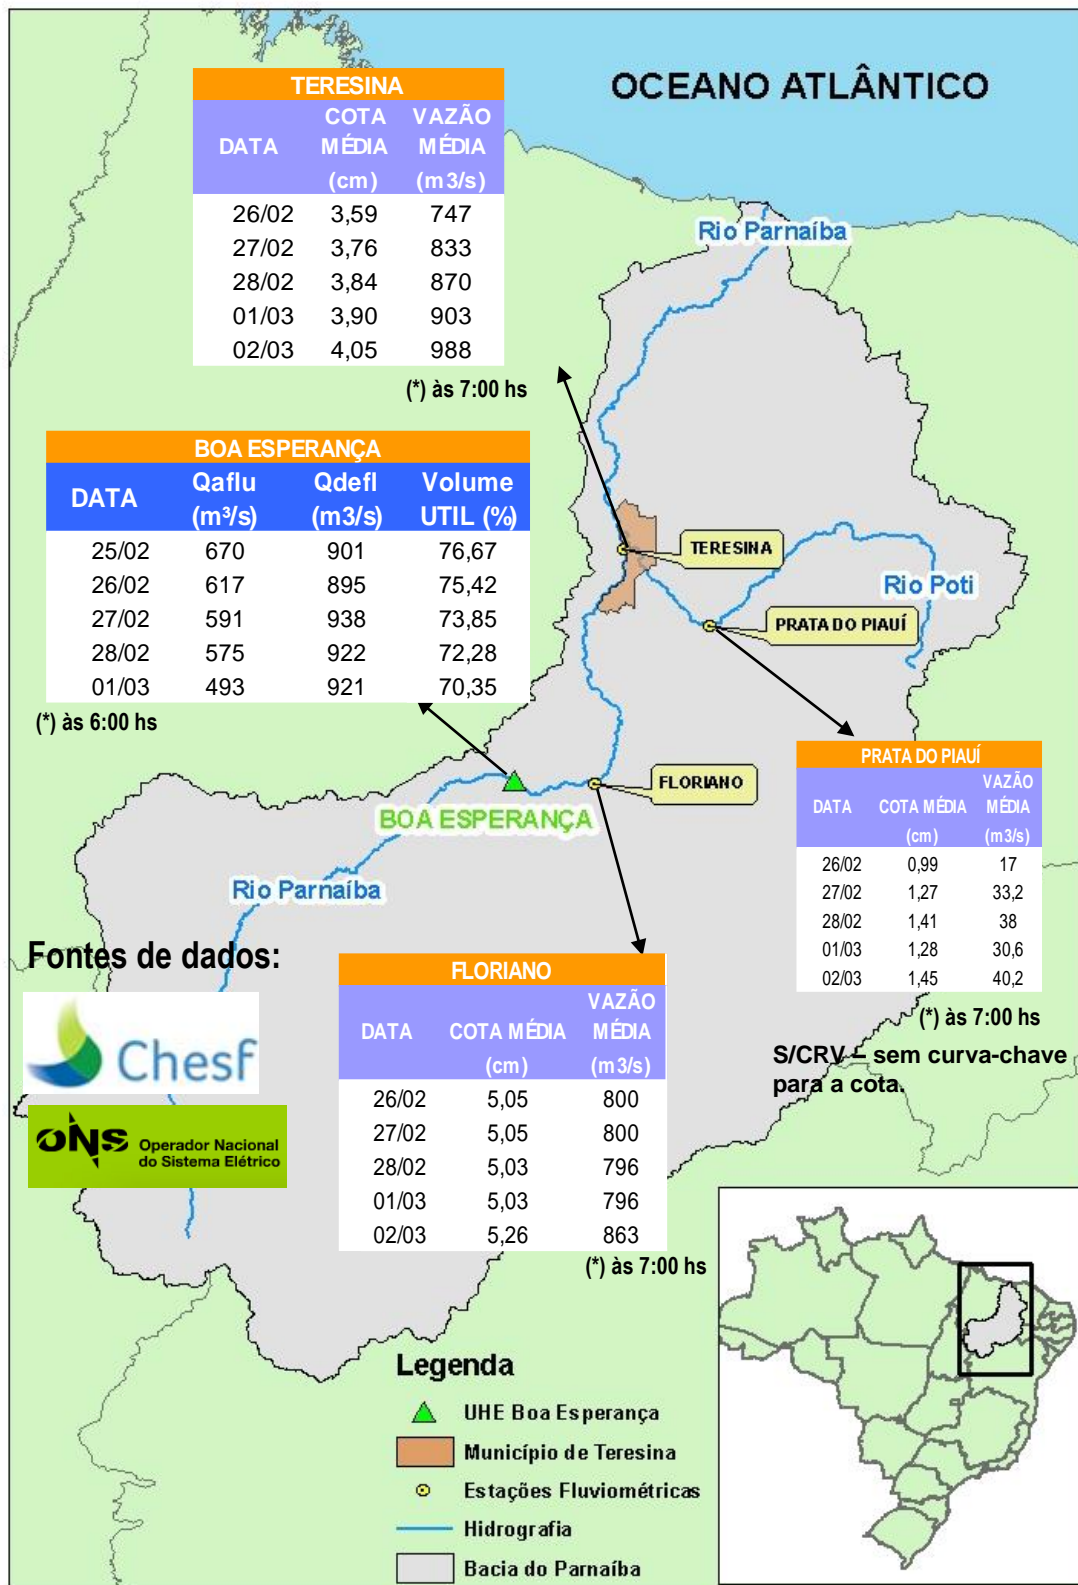 OCEANO ATLÂNTICO
TERESINA
DATA COTA MÉDIA (cm) VAZÃO MÉDIA (m3/s)
26/02 3,59 747
27/02 3,76 833
28/02 3,84 870
01/03 3,90 903
02/03 4,05 988
(*) às 7:00 hs
Rio Parnaíba
BOA ESPERANÇA
DATA Qaflu (m³/s) Qdefl (m3/s) Volume UTIL (%)
25/02 670 901 76,67
26/02 617 895 75,42
27/02 591 938 73,85
28/02 575 922 72,28
01/03 493 921 70,35
(*) às 6:00 hs
TERESINA
Rio Poti
PRATA DO PIAUÍ
FLORIANO
BOA ESPERANÇA
Rio Parnaíba
PRATA DO PIAUÍ
DATA COTA MÉDIA (cm) VAZÃO MÉDIA (m3/s)
26/02 0,99 17
27/02 1,27 33,2
28/02 1,41 38
01/03 1,28 30,6
02/03 1,45 40,2
(*) às 7:00 hs
S/CRV – sem curva-chave
para a cota.
Fontes de dados:
Chesf
ONS Operador Nacional
do Sistema Elétrico
FLORIANO
DATA COTA MÉDIA (cm) VAZÃO MÉDIA (m3/s)
26/02 5,05 800
27/02 5,05 800
28/02 5,03 796
01/03 5,03 796
02/03 5,26 863
(*) às 7:00 hs
Legenda
UHE Boa Esperança
Município de Teresina
Estações Fluviométricas
Hidrografia
Bacia do Parnaíba